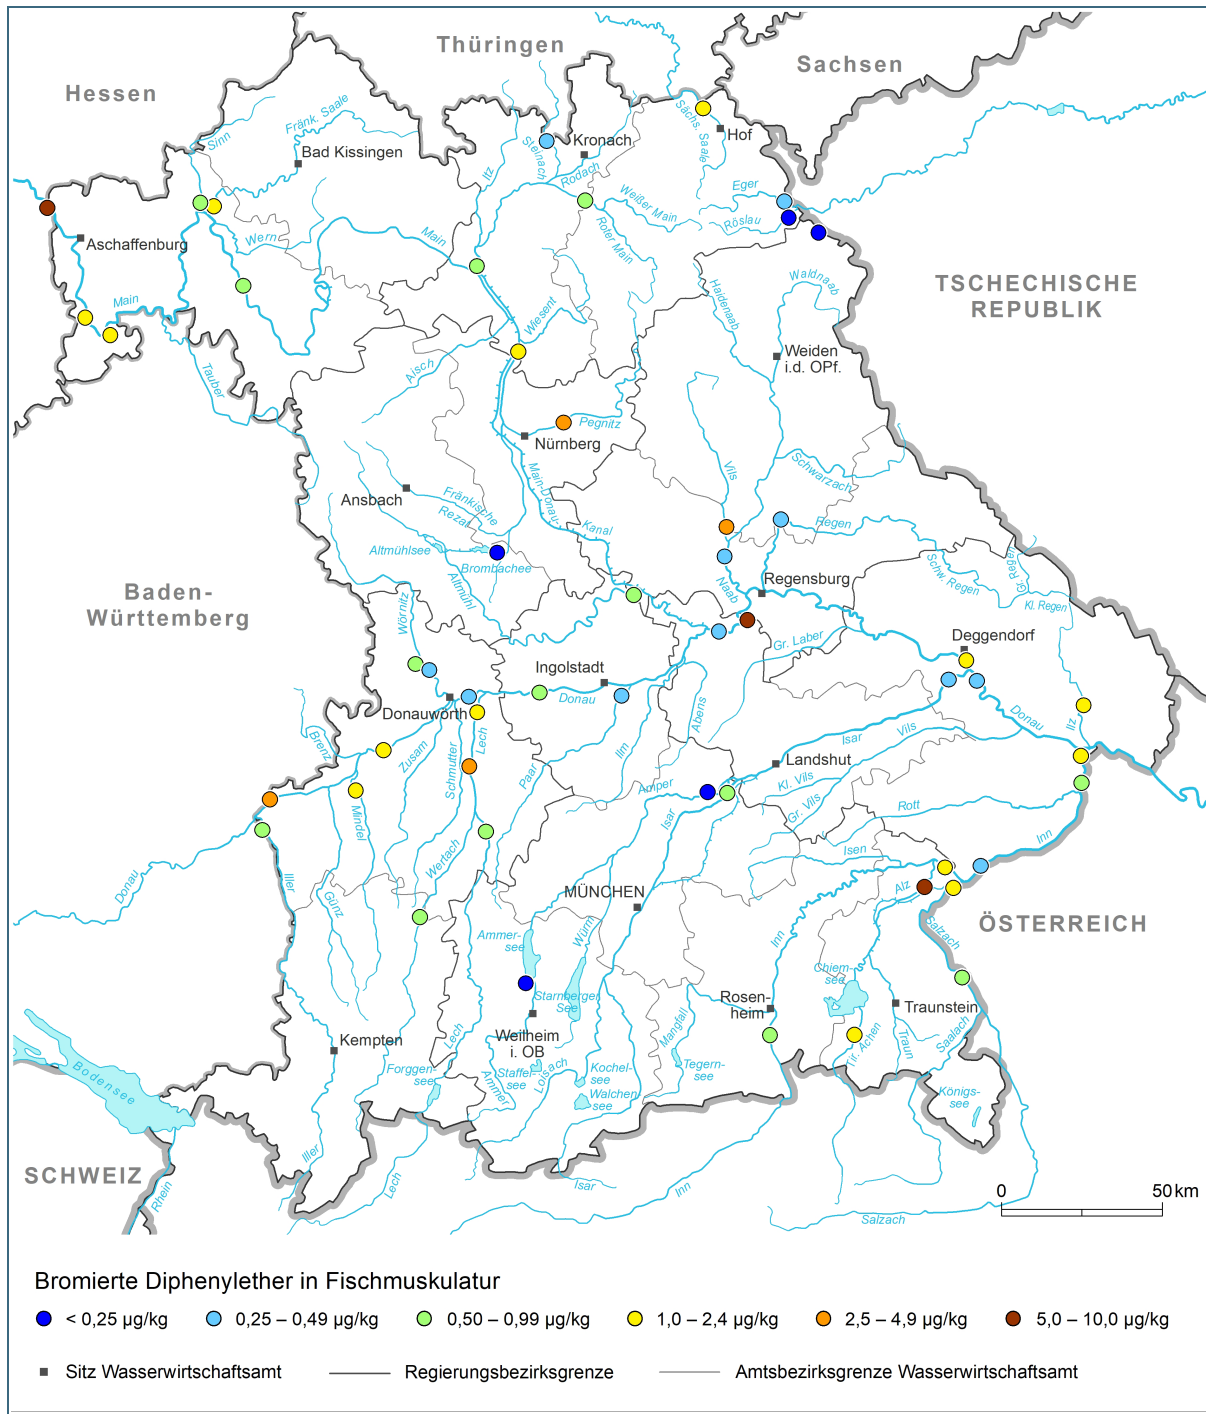 Thüringen
Sachsen
Hessen
Fränk. Saale
Sinn
Sächs. Saale
Hof
Bad Kissingen
Kronach
Steinach
Itz
Rodach
Eger
Weißer Main
Röslau
Roter Main
Aschaffenburg
Wern
Main
Main
TSCHECHISCHE
REPUBLIK
Waldnaab
Haidenaab
Wiesent
Weiden
i.d. OPf.
Tauber
Aisch
Pegnitz
Nürnberg
Vils
Schwarzach
Ansbach
Fränkische
Rezat
Main-Donau-
Kanal
Regen
Altmühlsee
Brombachee
Altmühl
Schw. Regen
Gr. Regen
Kl. Regen
Naab
Regensburg
Baden-
Württemberg
Wörnitz
Gr. Laber
Deggendorf
Ingolstadt
Donau
Donauwörth
Abens
Donau
Ilz
Brenz
Zusam
Schmutter
Lech
Paar
Ilm
Isar
Vils
Landshut
Mindel
Amper
Isar
Kl. Vils
Gr. Vils
Rott
Inn
Wertach
Isen
Donau
Iller
Günz
MÜNCHEN
Alz
Salzach
ÖSTERREICH
Ammer-
see
Würm
Inn
Chiem-
see
Starnberger
See
Rosen-
heim
Traunstein
Weilheim
i. OB
Mangfall
Kempten
Lech
Tir. Achen
Traun
Saalach
Forggen-
see
Ammer
Staffel-
see
Loisach
Kochel-
see
Walchen-
see
Tegern-
see
Königs-
see
Bodensee
SCHWEIZ
Rhein
Iller
Lech
Isar
Inn
Salzach
0 50 km
Bromierte Diphenylether in Fischmuskulatur
< 0,25 µg/kg 0,25 – 0,49 µg/kg 0,50 – 0,99 µg/kg 1,0 – 2,4 µg/kg 2,5 – 4,9 µg/kg 5,0 – 10,0 µg/kg
Sitz Wasserwirtschaftsamt Regierungsbezirksgrenze Amtsbezirksgrenze Wasserwirtschaftsamt